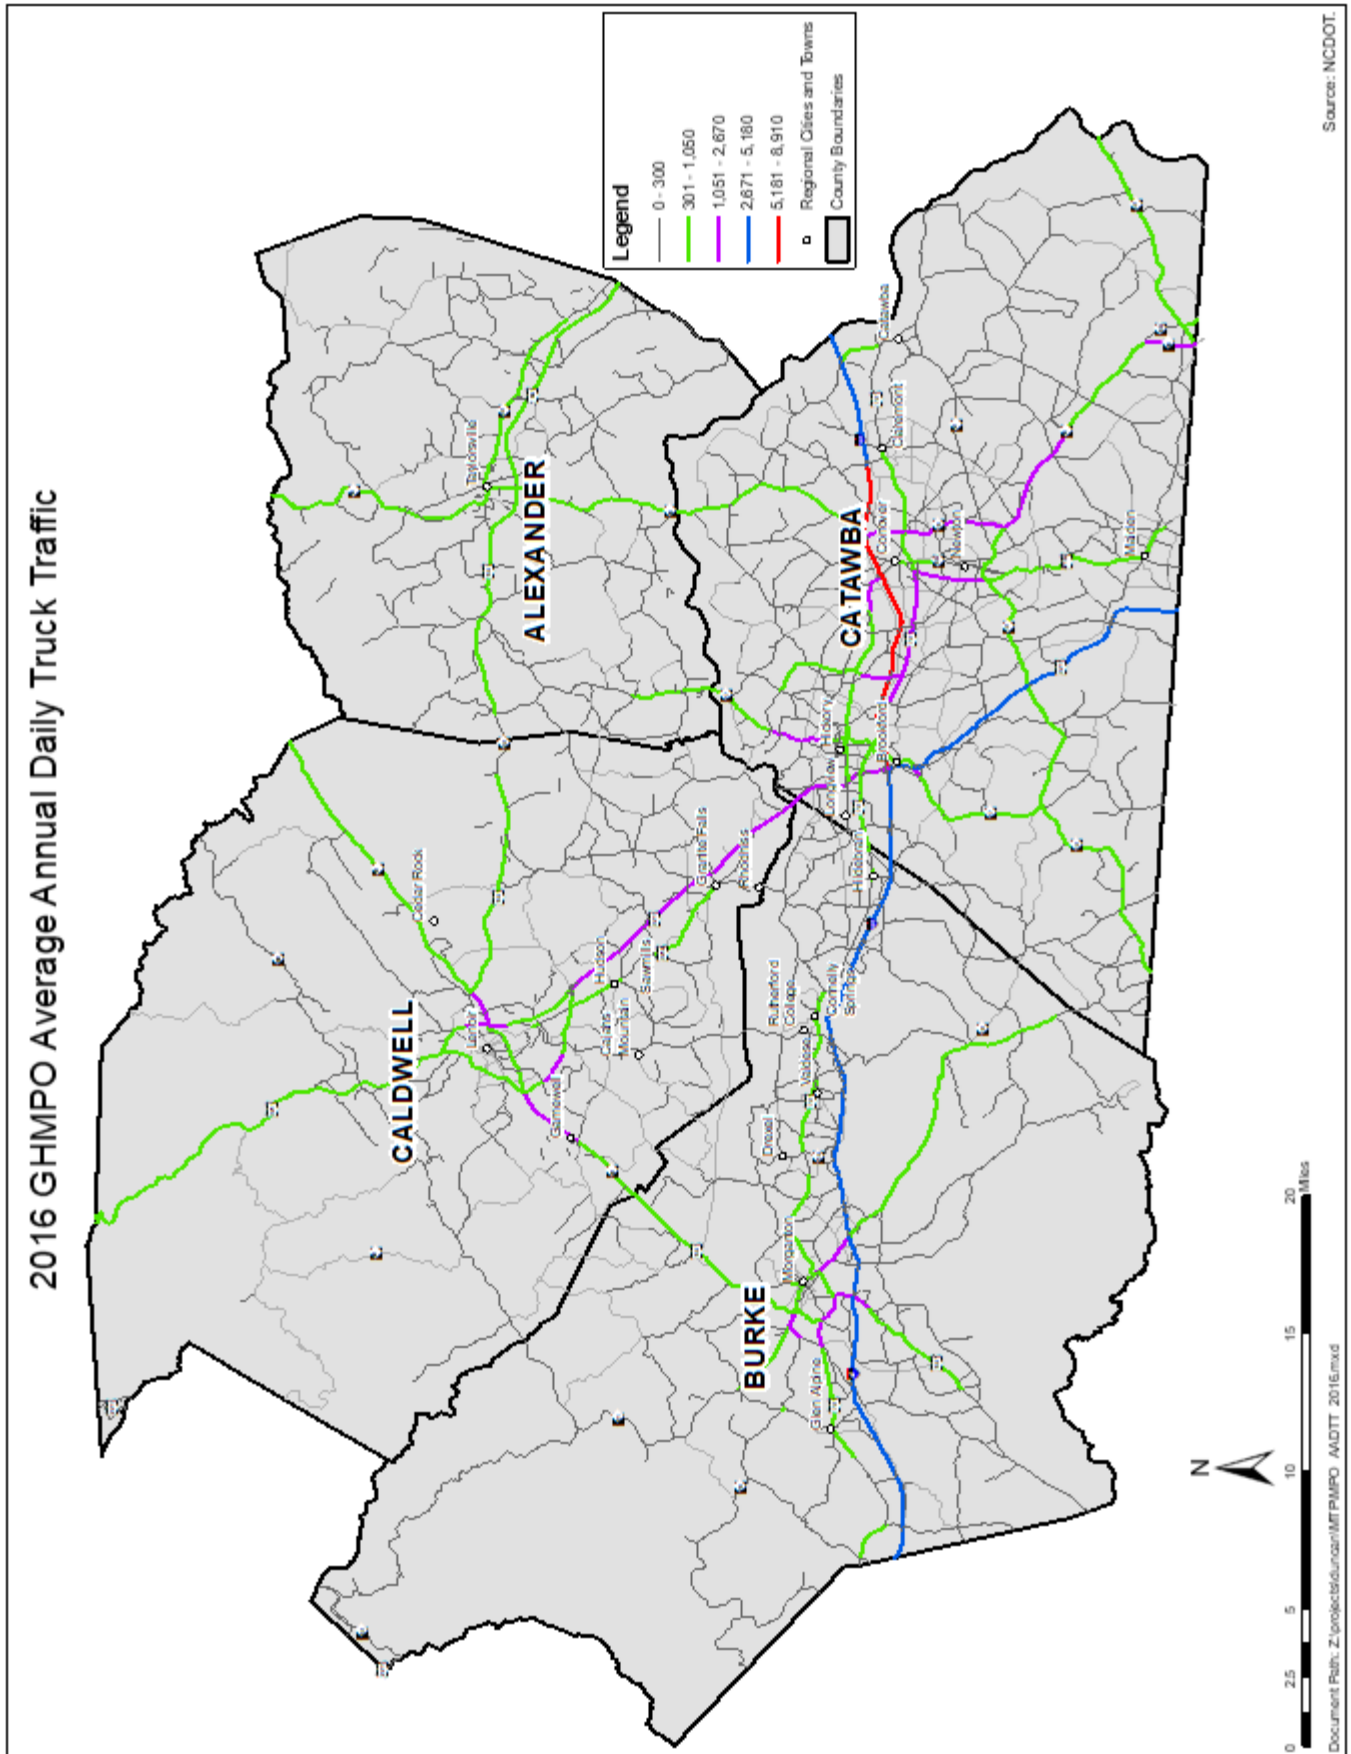 2016 GHMPO Average Annual Daily Truck Traffic
CALDWELL
ALEXANDER
BURKE
CATAWBA
Cedar Rock
Lenoir
Gamewell
Hudson
Cajah's
Mountain
Sawmills
Granite Falls
Rhodhiss
Taylorsville
Rutherford
College
Connelly
Springs
Valdese
Drexel
Morganton
Glen Alpine
Hildebran
Longview
Hickory
Brookford
Conover
Newton
Claremont
Catawba
Maiden
Legend
0 - 300
301 - 1,050
1,051 - 2,670
2,671 - 5,180
5,181 - 8,910
Regional Cities and Towns
County Boundaries
N
0 2.5 5 10 15 20
Miles
Document Path: Z:\projects\duncan\MTPMPO AADTT 2016.mxd
Source: NCDOT.